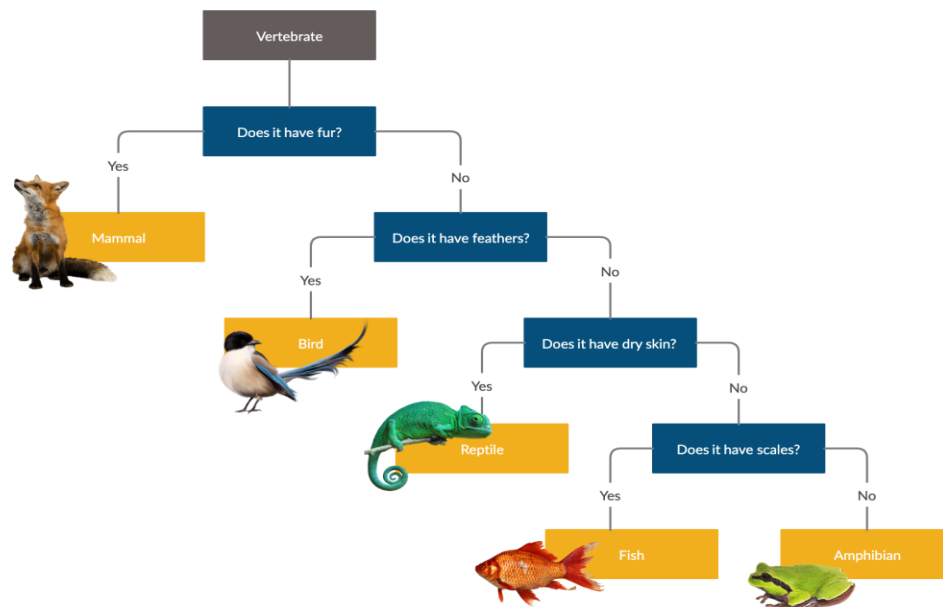 Vertebrate
Does it have fur?
Yes
No
Mammal
Does it have feathers?
Yes
No
Bird
Does it have dry skin?
Yes
No
Reptile
Does it have scales?
Yes
No
Fish
Amphibian